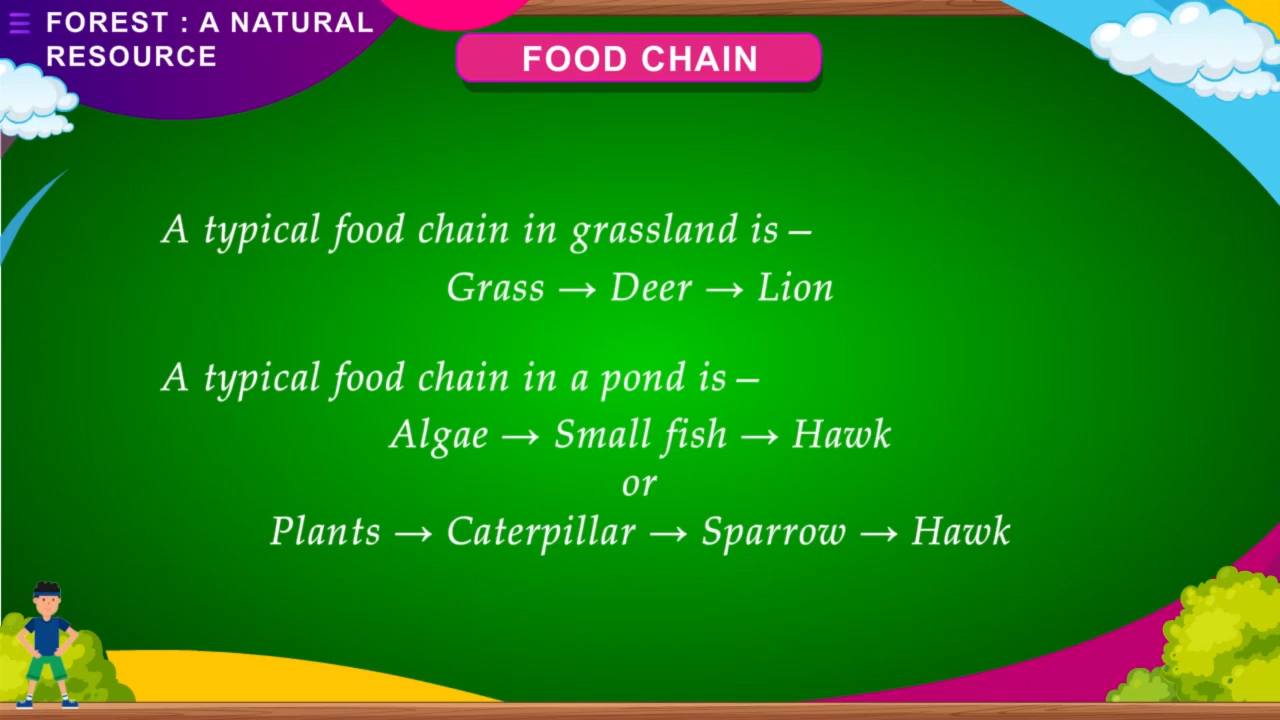 FOREST : A NATURAL
RESOURCE
FOOD CHAIN
A typical food chain in grassland is –
Grass → Deer → Lion
A typical food chain in a pond is –
Algae → Small fish → Hawk
or
Plants → Caterpillar → Sparrow → Hawk